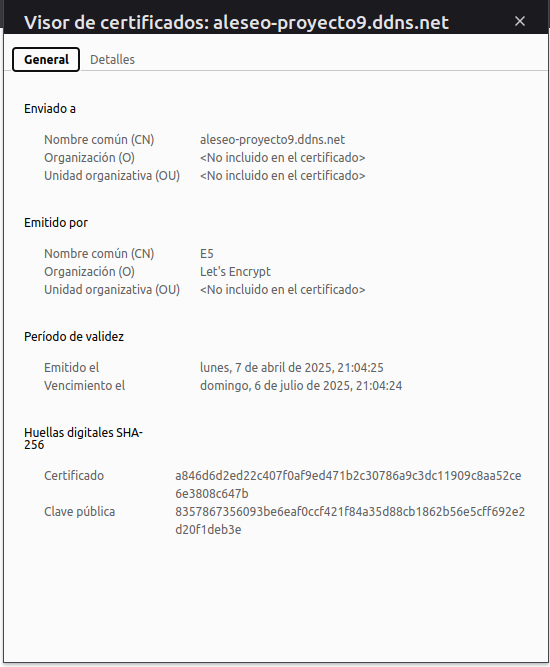 Visor de certificados: aleseo-proyecto9.ddns.net
General Detalles
Enviado a
Nombre común (CN) aleseo-proyecto9.ddns.net
Organización (O) <No incluido en el certificado>
Unidad organizativa (OU) <No incluido en el certificado>
Emitido por
Nombre común (CN) E5
Organización (O) Let's Encrypt
Unidad organizativa (OU) <No incluido en el certificado>
Período de validez
Emitido el lunes, 7 de abril de 2025, 21:04:25
Vencimiento el domingo, 6 de julio de 2025, 21:04:24
Huellas digitales SHA-
256
Certificado a846d6d2ed22c407f0af9ed471b2c30786a9c3dc11909c8aa52ce
6e3808c647b
Clave pública 8357867356093be6eaf0ccf421f84a35d88cb1862b56e5cff692e2
d20f1deb3e